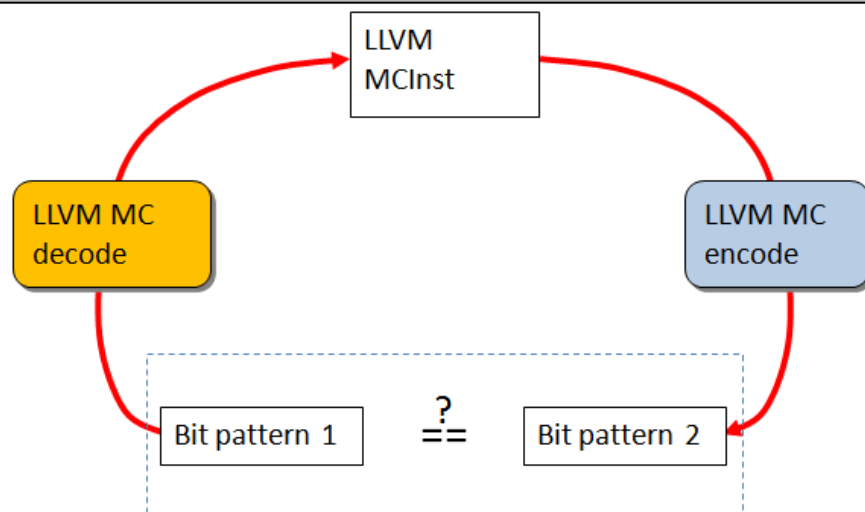 LLVM
MCInst
LLVM MC
decode
LLVM MC
encode
?
Bit pattern 1
==
Bit pattern 2